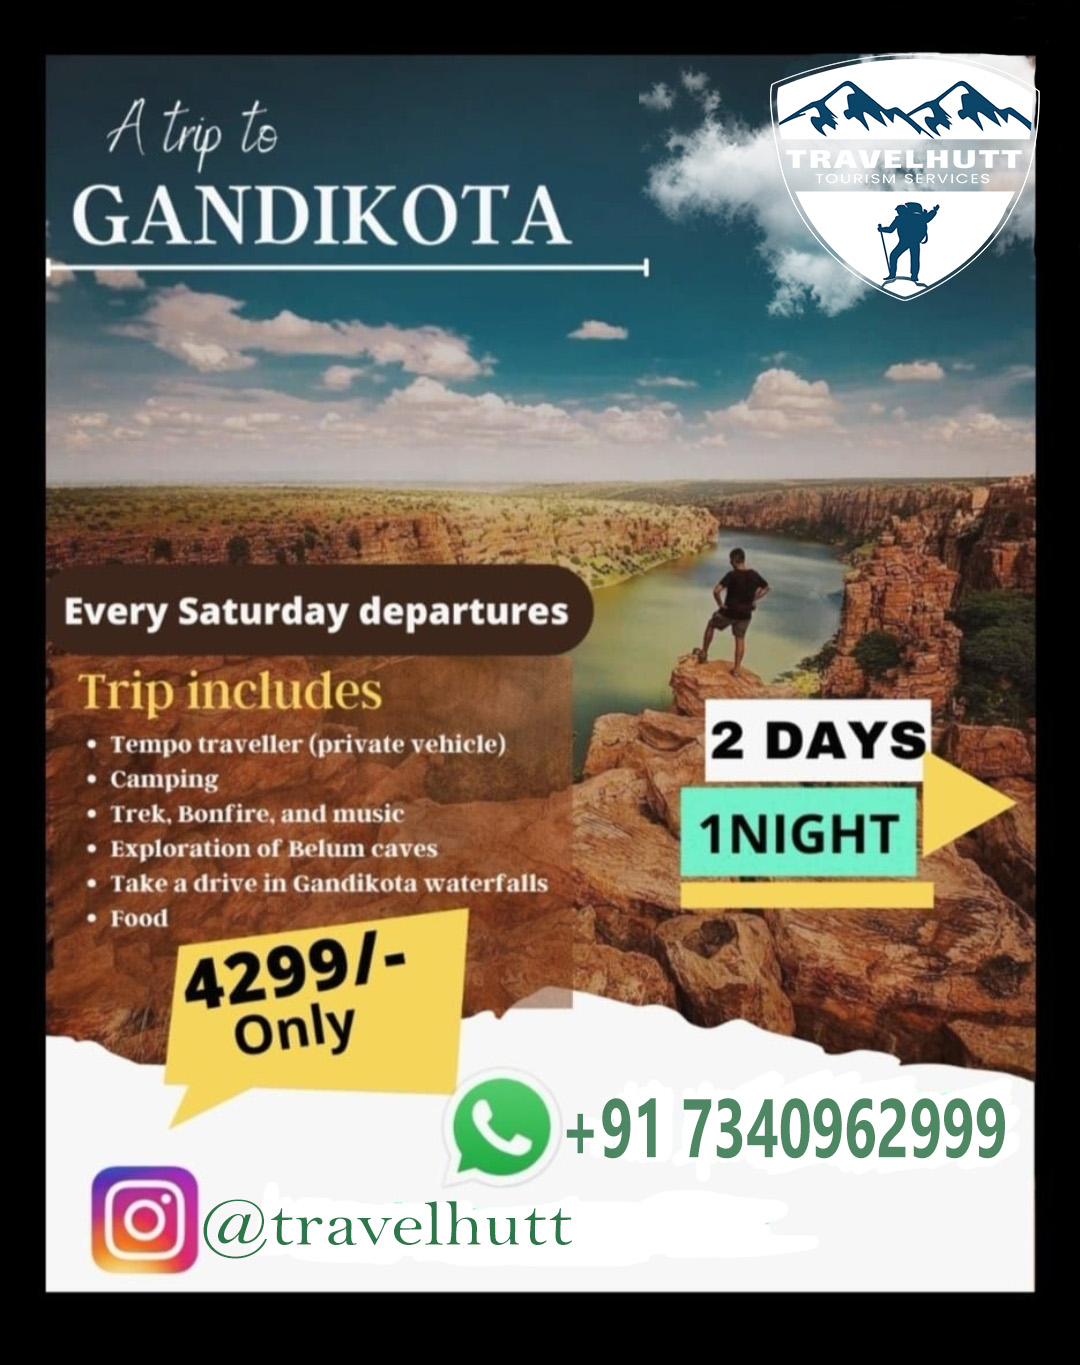 A trip to
GANDIKOTA
TRAVELHUTT
TOURISM SERVICES
Every Saturday departures
Trip includes
• Tempo traveller (private vehicle)
• Camping
• Trek, Bonfire, and music
• Exploration of Belum caves
• Take a drive in Gandikota waterfalls
• Food
2 DAYS
1NIGHT
4299/-
Only
+91 7340962999
@travelhutt